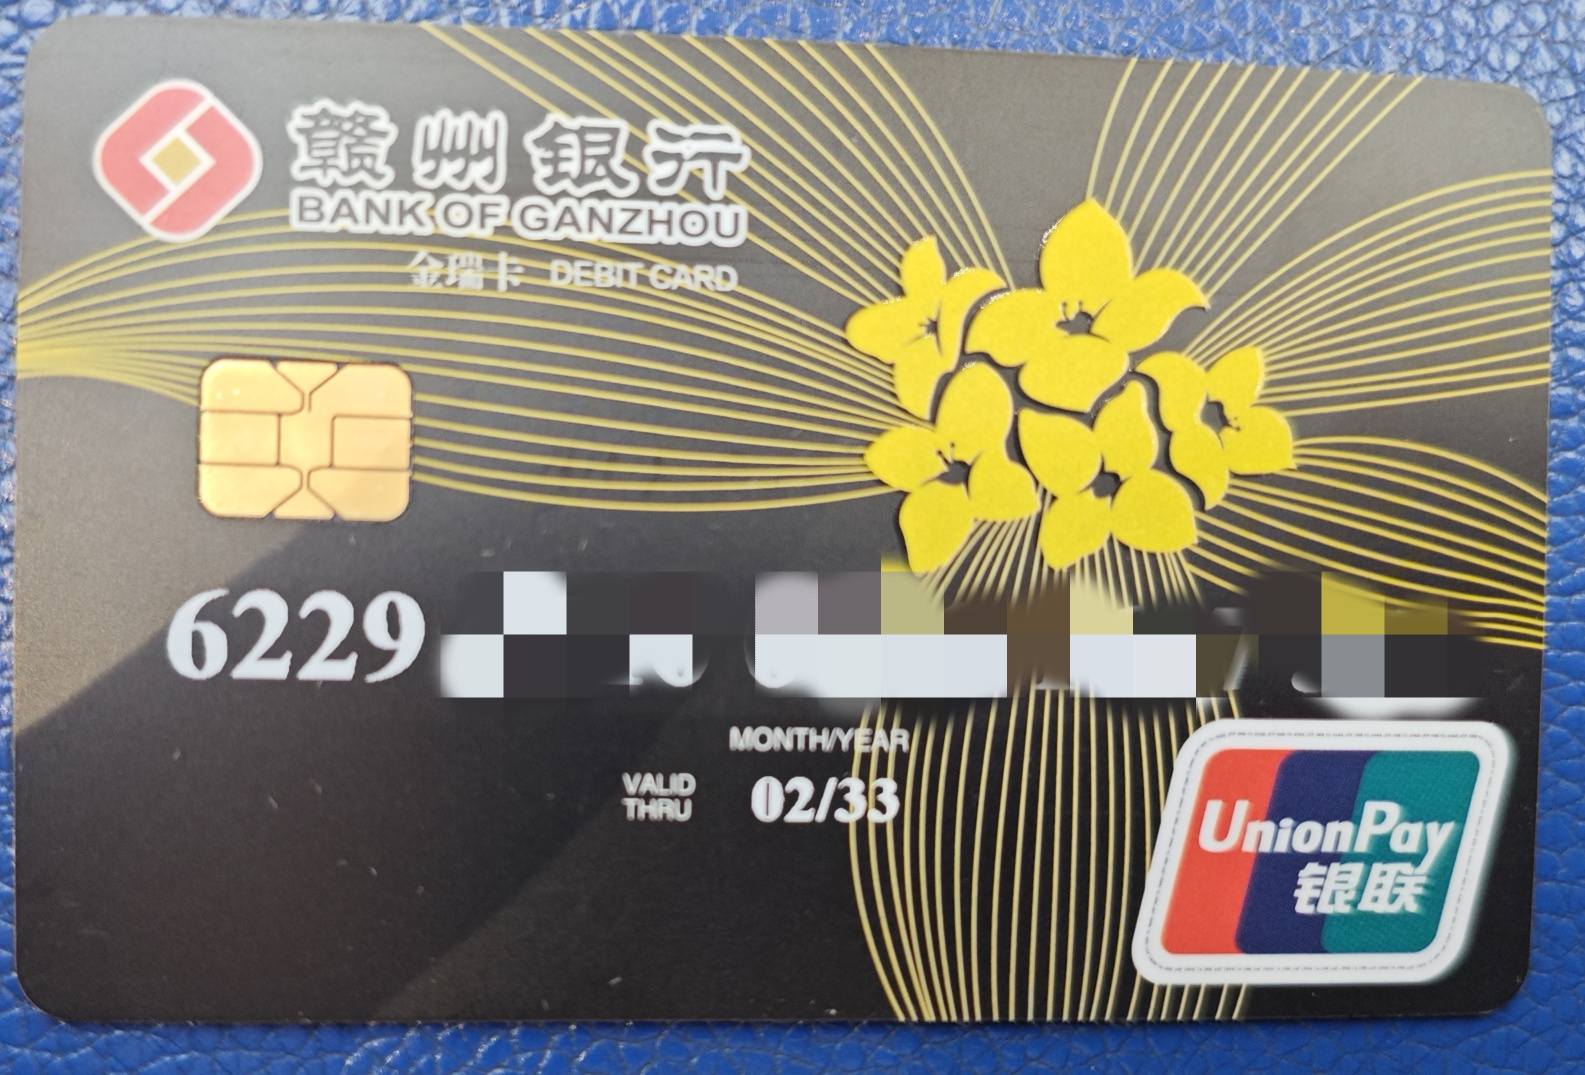 赣州银行
BANK OF GANZHOU
金瑞卡 DEBIT CARD
6229
MONTH/YEAR
VALID THRU 02/33
UnionPay
银联